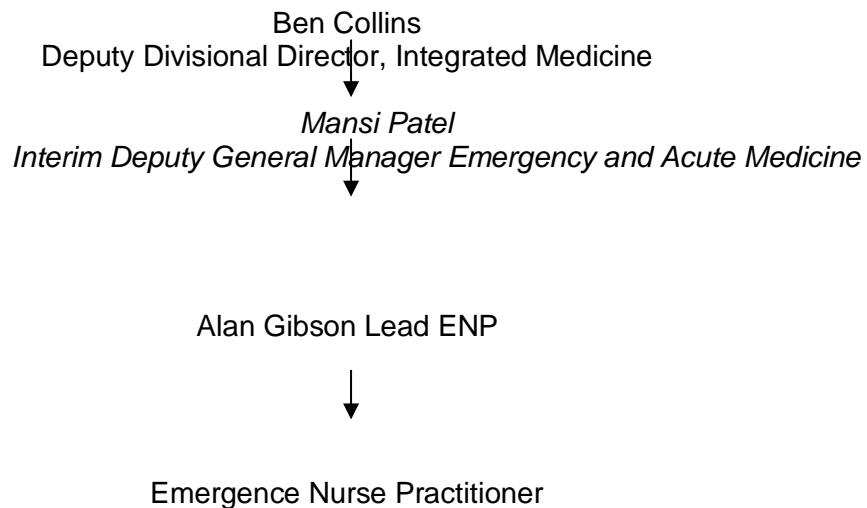 Ben Collins
Deputy Divisional Director, Integrated Medicine
Mansi Patel
Interim Deputy General Manager Emergency and Acute Medicine
Alan Gibson Lead ENP
Emergence Nurse Practitioner